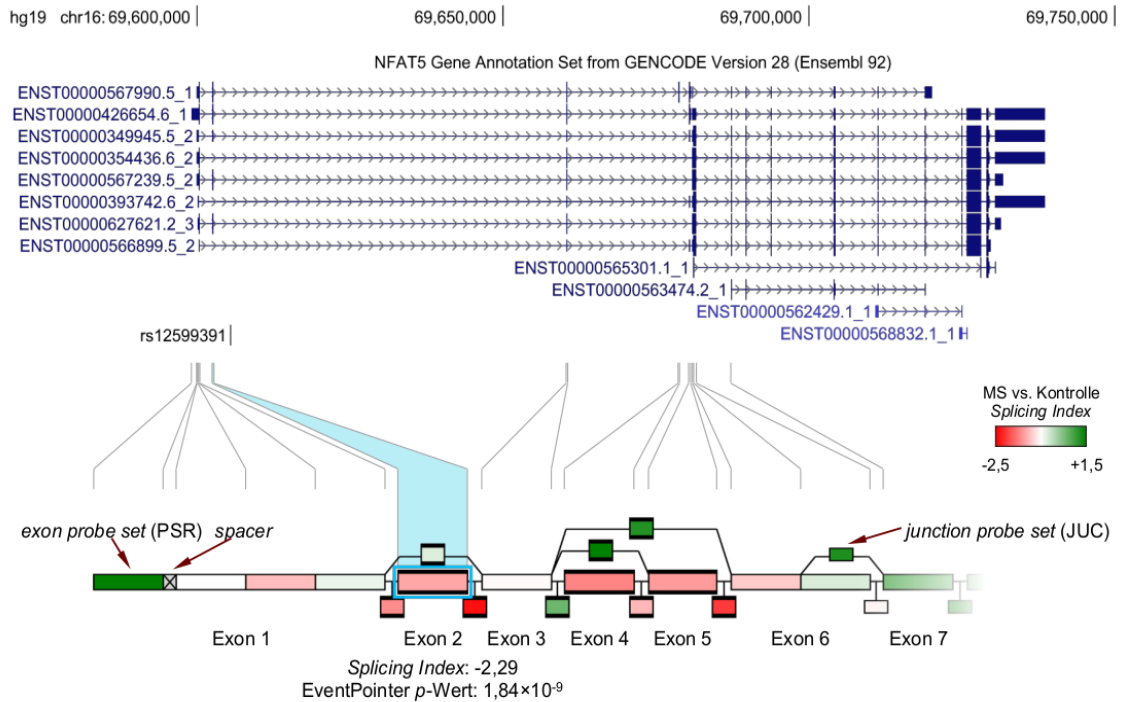 hg19 chr16: 69,600,000 69,650,000 69,700,000 69,750,000
NFAT5 Gene Annotation Set from GENCODE Version 28 (Ensembl 92)
ENST00000567990.5_1
ENST00000426654.6_1
ENST00000349945.5_2
ENST00000354436.6_2
ENST00000567239.5_2
ENST00000393742.6_2
ENST00000627621.2_3
ENST00000566899.5_2
ENST00000565301.1_1
ENST00000563474.2_1
ENST00000562429.1_1
ENST00000568832.1_1
rs12599391
MS vs. Kontrolle
Splicing Index
-2,5 +1,5
exon probe set (PSR) spacer junction probe set (JUC)
Exon 1 Exon 2 Exon 3 Exon 4 Exon 5 Exon 6 Exon 7
Splicing Index: -2,29
EventPointer p-Wert: 1,84×10⁻⁹